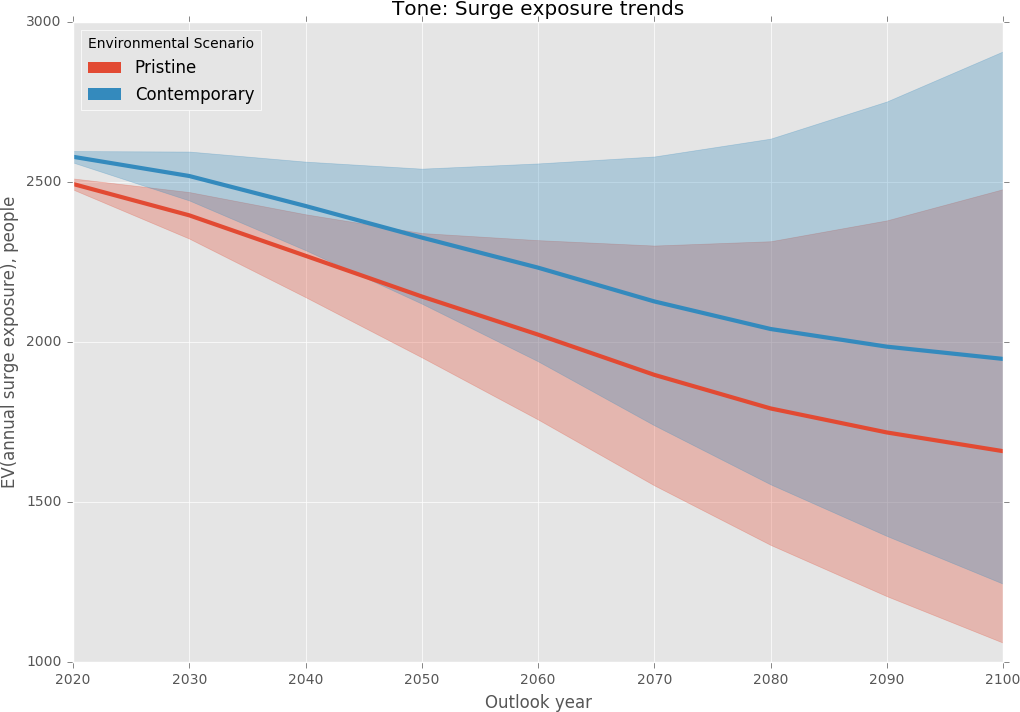 Tone: Surge exposure trends
Environmental Scenario
Pristine
Contemporary
EV(annual surge exposure), people
3000
2500
2000
1500
1000
2020 2030 2040 2050 2060 2070 2080 2090 2100
Outlook year